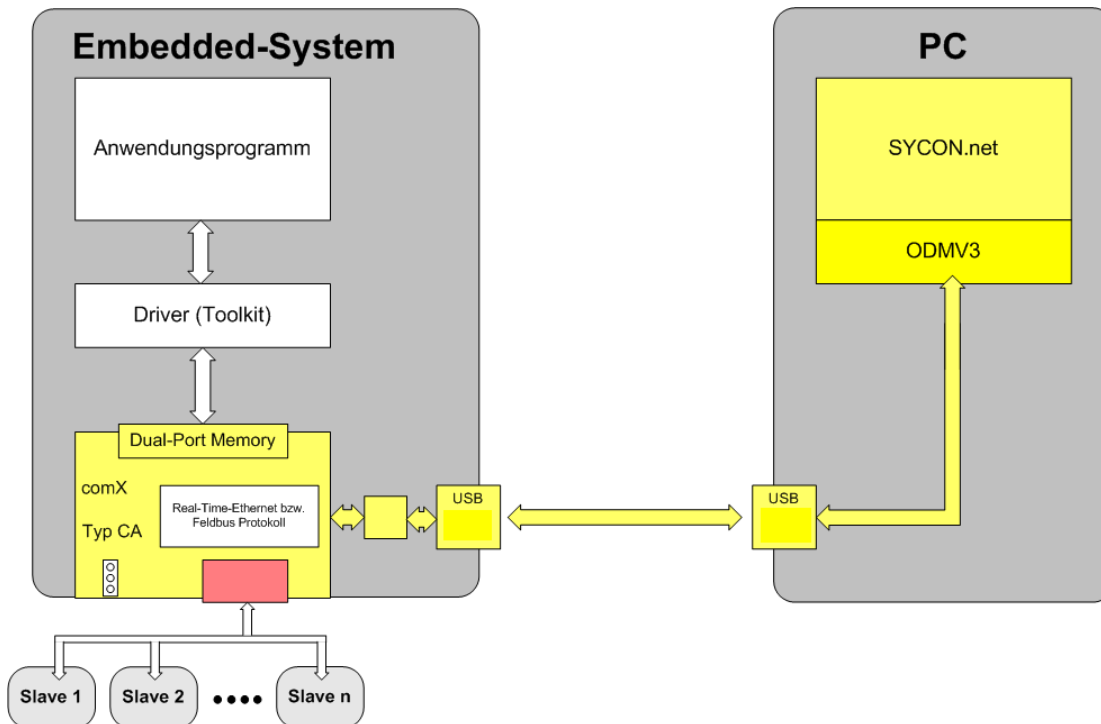 Embedded-System
Anwendungsprogramm
Driver (Toolkit)
Dual-Port Memory
comX
Real-Time-Ethernet bzw.
Feldbus Protokoll
Typ CA
USB
Slave 1
Slave 2
Slave n
PC
SYCON.net
ODMV3
USB